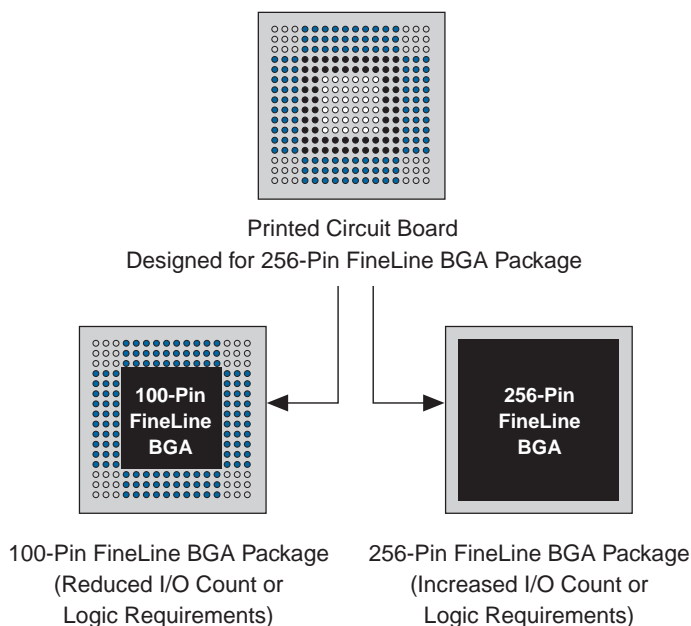 Printed Circuit Board
Designed for 256-Pin FineLine BGA Package
100-Pin
FineLine
BGA
256-Pin
FineLine
BGA
100-Pin FineLine BGA Package
(Reduced I/O Count or
Logic Requirements)
256-Pin FineLine BGA Package
(Increased I/O Count or
Logic Requirements)